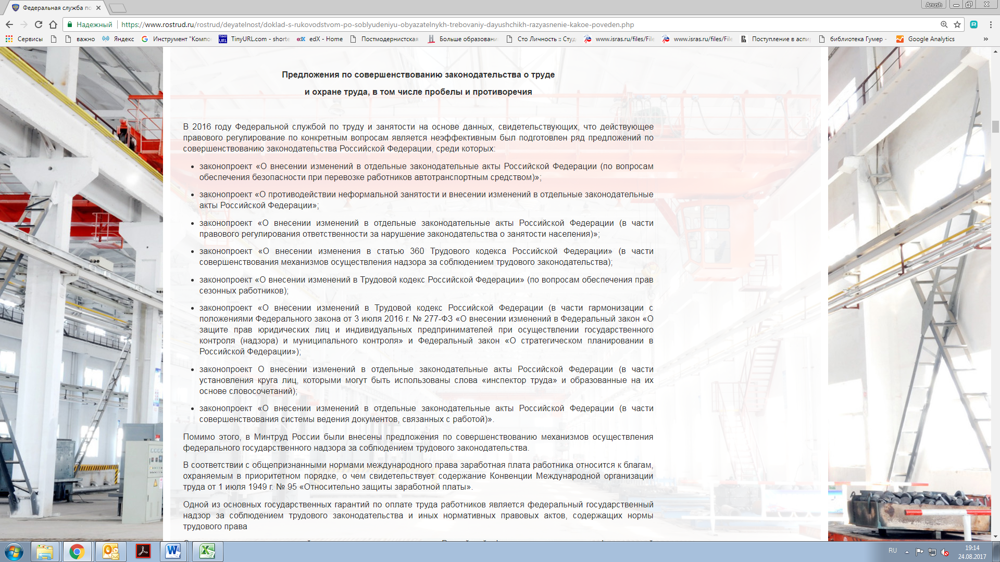 Федеральная служба по
Anush
Надежный
https://www.rostrud.ru/rostrud/deyatelnost/doklad-s-rukovodstvom-po-soblyudeniyu-obyazatelnykh-trebovaniy-dayushchikh-razyasnenie-kakoe-poveden.php
Сервисы важно Яндекс Инструмент "Компо TinyURL.com - shorte edX - Home Постмодернистская Больше образовани Сто Личность :: Студ www.isras.ru/files/File www.isras.ru/files/File Поступление в аспи библиотека Гумер - Google Analytics »
Предложения по совершенствованию законодательства о труде
и охране труда, в том числе пробелы и противоречия
В 2016 году Федеральной службой по труду и занятости на основе данных, свидетельствующих, что действующее
правового регулирование по конкретным вопросам является неэффективным был подготовлен ряд предложений по
совершенствованию законодательства Российской Федерации, среди которых:
• законопроект «О внесении изменений в отдельные законодательные акты Российской Федерации (по вопросам
обеспечения безопасности при перевозке работников автотранспортным средством)»;
• законопроект «О противодействии неформальной занятости и внесении изменений в отдельные законодательные
акты Российской Федерации»;
• законопроект «О внесении изменений в отдельные законодательные акты Российской Федерации (в части
правового регулирования ответственности за нарушение законодательства о занятости населения)»;
• законопроект «О внесении изменения в статью 360 Трудового кодекса Российской Федерации» (в части
совершенствования механизмов осуществления надзора за соблюдением трудового законодательства);
• законопроект «О внесении изменений в Трудовой кодекс Российской Федерации» (по вопросам обеспечения прав
сезонных работников);
• законопроект «О внесении изменений в Трудовой кодекс Российской Федерации (в части гармонизации с
положениями Федерального закона от 3 июля 2016 г. № 277-ФЗ «О внесении изменений в Федеральный закон «О
защите прав юридических лиц и индивидуальных предпринимателей при осуществлении государственного
контроля (надзора) и муниципального контроля» и Федеральный закон «О стратегическом планировании в
Российской Федерации»);
• законопроект О внесении изменений в отдельные законодательные акты Российской Федерации (в части
установления круга лиц, которыми могут быть использованы слова «инспектор труда» и образованные на их
основе словосочетаний);
• законопроект «О внесении изменений в отдельные законодательные акты Российской Федерации (в части
совершенствования системы ведения документов, связанных с работой)».
Помимо этого, в Минтруд России были внесены предложения по совершенствованию механизмов осуществления
федерального государственного надзора за соблюдением трудового законодательства.
В соответствии с общепризнанными нормами международного права заработная плата работника относится к благам,
охраняемым в приоритетном порядке, о чем свидетельствует содержание Конвенции Международной организации
труда от 1 июля 1949 г. № 95 «Относительно защиты заработной платы».
Одной из основных государственных гарантий по оплате труда работников является федеральный государственный
надзор за соблюдением трудового законодательства и иных нормативных правовых актов, содержащих нормы
трудового права
RU
19:14
24.08.2017